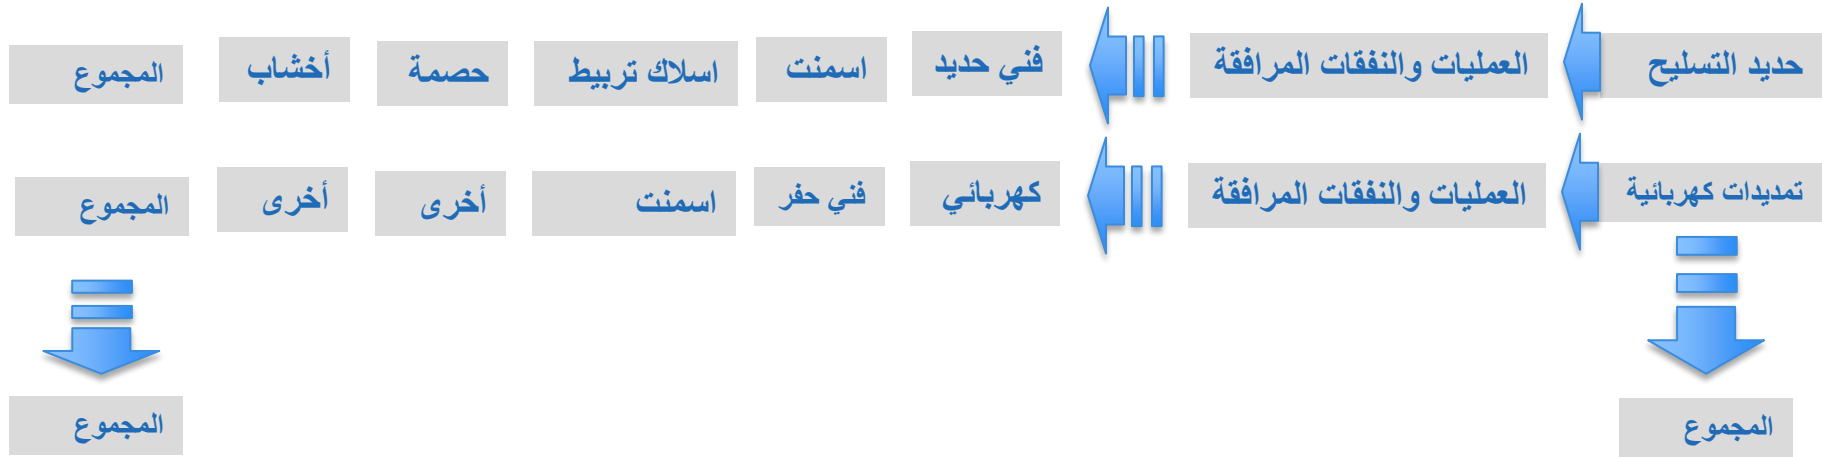 حديد التسليح العمليات والنفقات المرافقة فني حديد اسمنت اسلاك تربيط حصمة أخشاب المجموع
تمديدات كهربائية العمليات والنفقات المرافقة كهربائي فني حفر اسمنت أخرى أخرى المجموع
المجموع المجموع